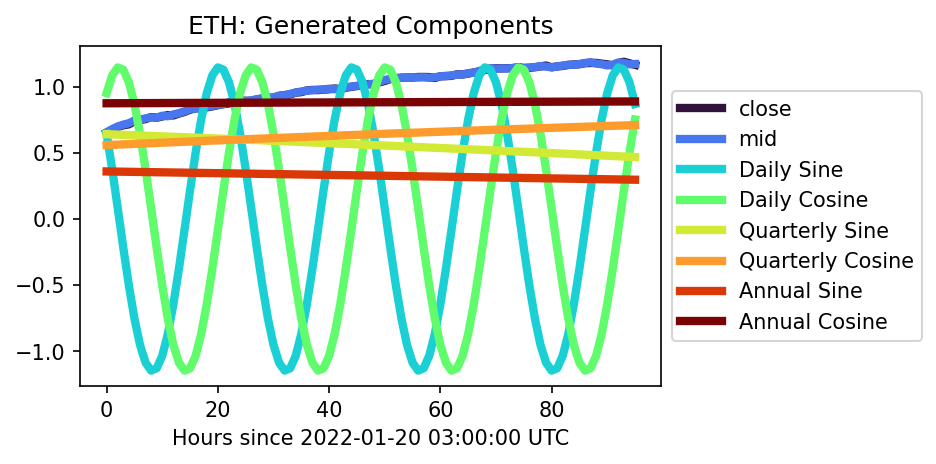 ETH: Generated Components
1.0
0.5
0.0
−0.5
−1.0
0
20
40
60
80
Hours since 2022-01-20 03:00:00 UTC
close
mid
Daily Sine
Daily Cosine
Quarterly Sine
Quarterly Cosine
Annual Sine
Annual Cosine